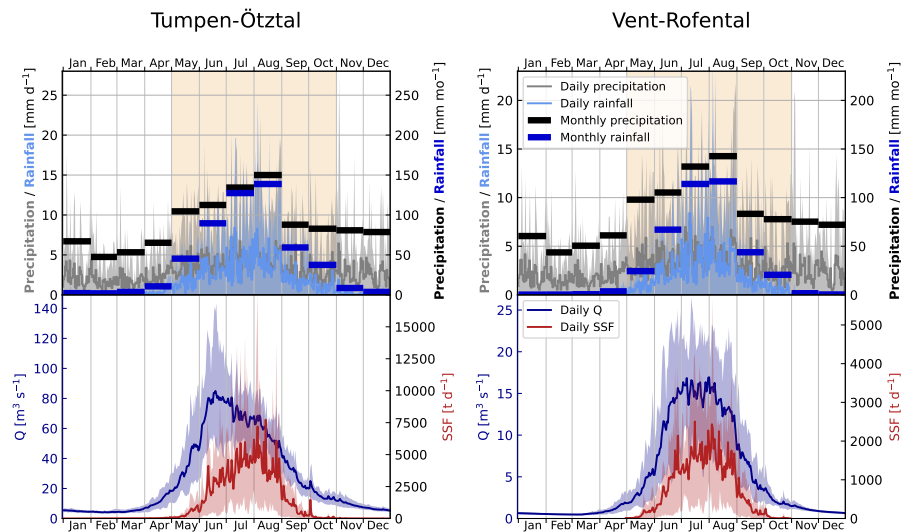 Tumpen-Ötztal
Vent-Rofental
Jan Feb Mar Apr May Jun Jul Aug Sep Oct Nov Dec
Precipitation / Rainfall [mm d⁻¹]
25
20
15
10
5
0
250
200
150
100
50
0
Precipitation / Rainfall [mm mo⁻¹]
Jan Feb Mar Apr May Jun Jul Aug Sep Oct Nov Dec
Precipitation / Rainfall [mm d⁻¹]
20
15
10
5
0
Daily precipitation
Daily rainfall
Monthly precipitation
Monthly rainfall
200
150
100
50
0
Precipitation / Rainfall [mm mo⁻¹]
Q [m³ s⁻¹]
140
120
100
80
60
40
20
0
15000
12500
10000
7500
5000
2500
0
SSF [t d⁻¹]
Jan Feb Mar Apr May Jun Jul Aug Sep Oct Nov Dec
Q [m³ s⁻¹]
25
20
15
10
5
0
Daily Q
Daily SSF
5000
4000
3000
2000
1000
0
SSF [t d⁻¹]
Jan Feb Mar Apr May Jun Jul Aug Sep Oct Nov Dec